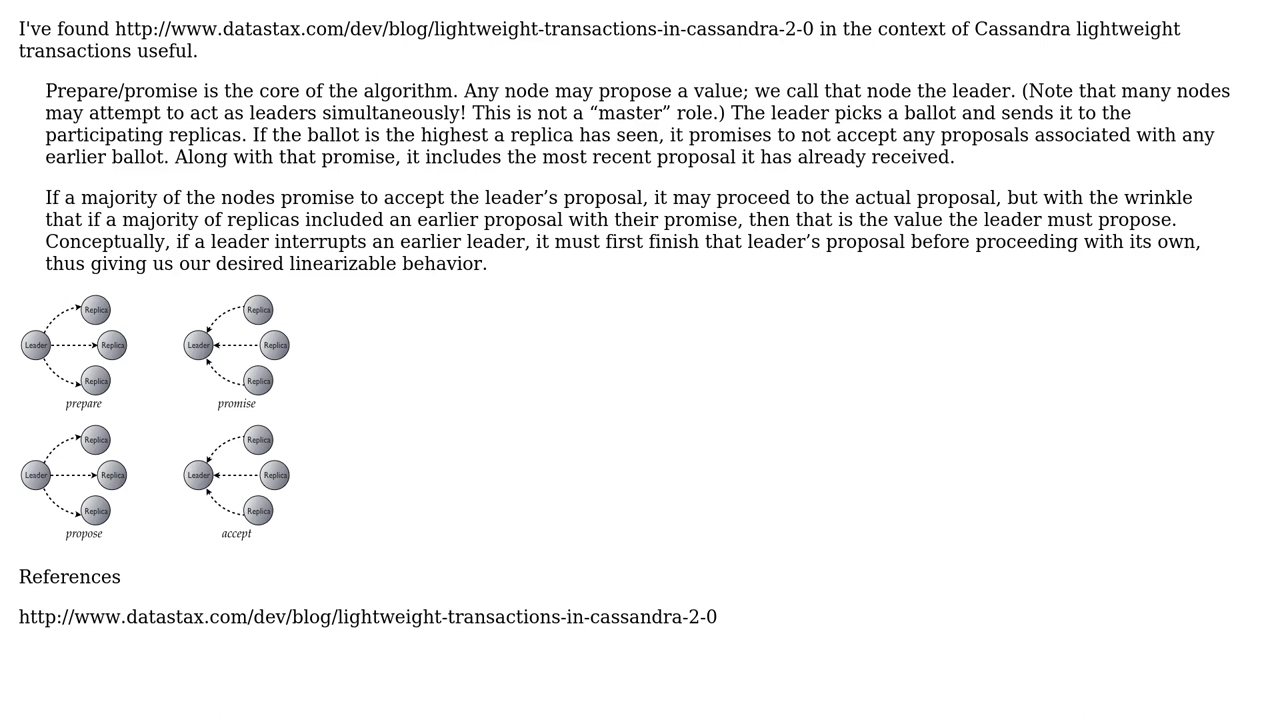 I've found http://www.datastax.com/dev/blog/lightweight-transactions-in-cassandra-2-0 in the context of Cassandra lightweight
transactions useful.
Prepare/promise is the core of the algorithm. Any node may propose a value; we call that node the leader. (Note that many nodes
may attempt to act as leaders simultaneously! This is not a “master” role.) The leader picks a ballot and sends it to the
participating replicas. If the ballot is the highest a replica has seen, it promises to not accept any proposals associated with any
earlier ballot. Along with that promise, it includes the most recent proposal it has already received.
If a majority of the nodes promise to accept the leader’s proposal, it may proceed to the actual proposal, but with the wrinkle
that if a majority of replicas included an earlier proposal with their promise, then that is the value the leader must propose.
Conceptually, if a leader interrupts an earlier leader, it must first finish that leader’s proposal before proceeding with its own,
thus giving us our desired linearizable behavior.
Replica
Leader
Replica
Replica
prepare
Replica
Leader
Replica
Replica
promise
Replica
Leader
Replica
Replica
propose
Replica
Leader
Replica
Replica
accept
References
http://www.datastax.com/dev/blog/lightweight-transactions-in-cassandra-2-0